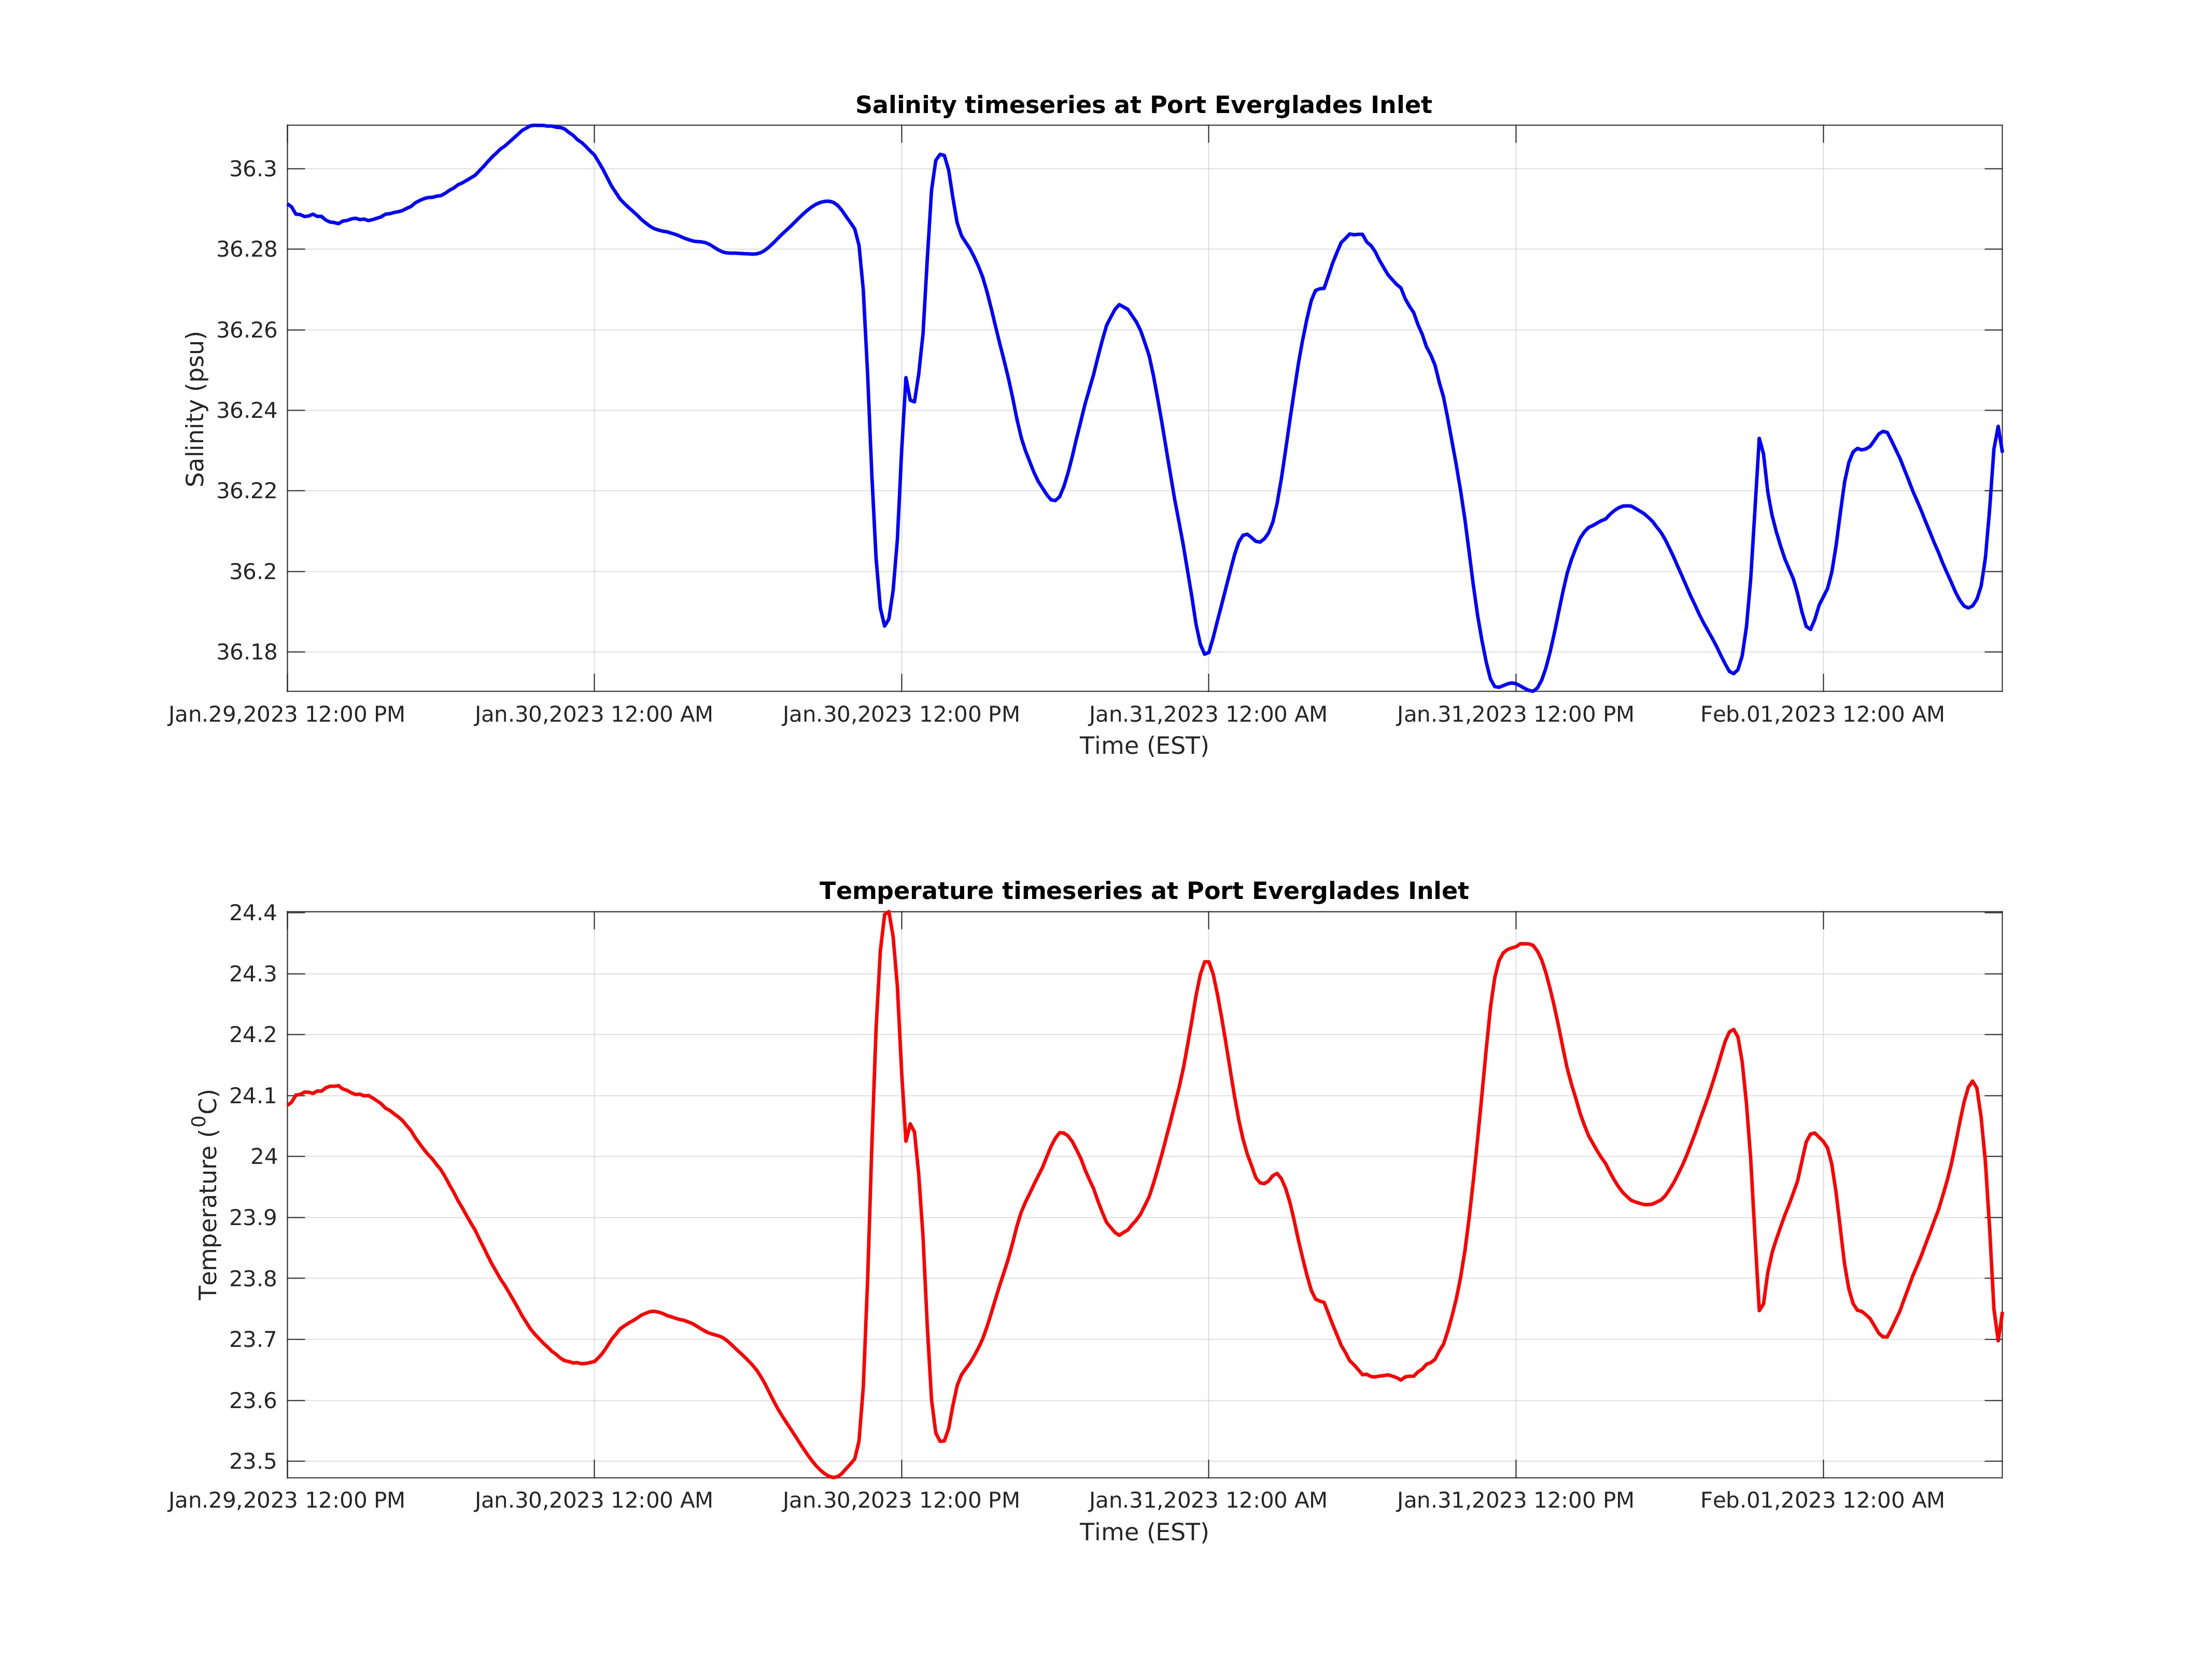 Salinity timeseries at Port Everglades Inlet
Salinity (psu)
36.3
36.28
36.26
36.24
36.22
36.2
36.18
Jan.29,2023 12:00 PM Jan.30,2023 12:00 AM Jan.30,2023 12:00 PM Jan.31,2023 12:00 AM Jan.31,2023 12:00 PM Feb.01,2023 12:00 AM
Time (EST)
Temperature timeseries at Port Everglades Inlet
Temperature (⁰C)
24.4
24.3
24.2
24.1
24
23.9
23.8
23.7
23.6
23.5
Jan.29,2023 12:00 PM Jan.30,2023 12:00 AM Jan.30,2023 12:00 PM Jan.31,2023 12:00 AM Jan.31,2023 12:00 PM Feb.01,2023 12:00 AM
Time (EST)